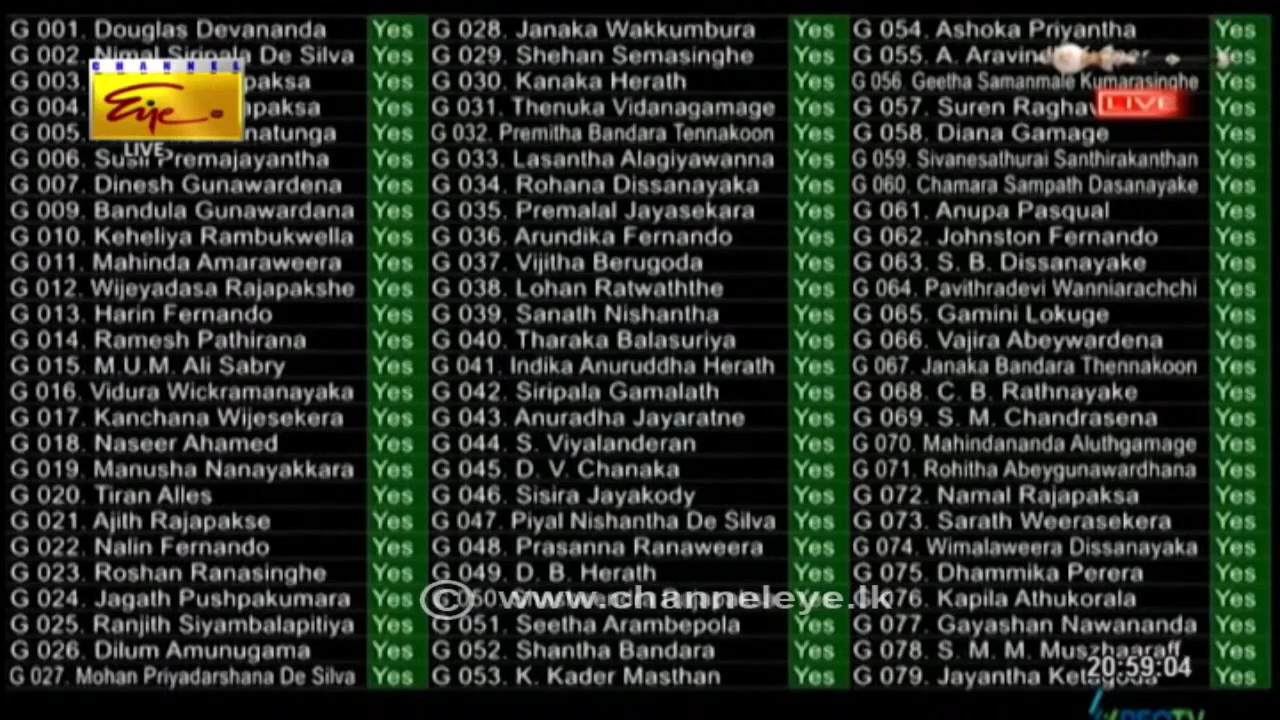 G 001. Douglas Devananda Yes
G 002. Nimal Siripala De Silva Yes
G 003. Yes
G 004. Yes
G 005. Yes
G 006. Susil Premajayantha Yes
G 007. Dinesh Gunawardena Yes
G 009. Bandula Gunawardana Yes
G 010. Keheliya Rambukwella Yes
G 011. Mahinda Amaraweera Yes
G 012. Wijeyadasa Rajapakshe Yes
G 013. Harin Fernando Yes
G 014. Ramesh Pathirana Yes
G 015. M.U.M. Ali Sabry Yes
G 016. Vidura Wickramanayaka Yes
G 017. Kanchana Wijesekera Yes
G 018. Naseer Ahamed Yes
G 019. Manusha Nanayakkara Yes
G 020. Tiran Alles Yes
G 021. Ajith Rajapakse Yes
G 022. Nalin Fernando Yes
G 023. Roshan Ranasinghe Yes
G 024. Jagath Pushpakumara Yes
G 025. Ranjith Siyambalapitiya Yes
G 026. Dilum Amunugama Yes
G 027. Mohan Priyadarshana De Silva Yes
G 028. Janaka Wakkumbura Yes
G 029. Shehan Semasinghe Yes
G 030. Kanaka Herath Yes
G 031. Thenuka Vidanagamage Yes
G 032. Premitha Bandara Tennakoon Yes
G 033. Lasantha Alagiyawanna Yes
G 034. Rohana Dissanayaka Yes
G 035. Premalal Jayasekara Yes
G 036. Arundika Fernando Yes
G 037. Vijitha Berugoda Yes
G 038. Lohan Ratwaththe Yes
G 039. Sanath Nishantha Yes
G 040. Tharaka Balasuriya Yes
G 041. Indika Anuruddha Herath Yes
G 042. Siripala Gamalath Yes
G 043. Anuradha Jayaratne Yes
G 044. S. Viyalanderan Yes
G 045. D. V. Chanaka Yes
G 046. Sisira Jayakody Yes
G 047. Piyal Nishantha De Silva Yes
G 048. Prasanna Ranaweera Yes
G 049. D. B. Herath Yes
Yes
G 051. Seetha Arambepola Yes
G 052. Shantha Bandara Yes
G 053. K. Kader Masthan Yes
G 054. Ashoka Priyantha Yes
G 055. A. Yes
G 056. Geetha Samanmale Kumarasinghe Yes
G 057. Suren Yes
G 058. Diana Gamage Yes
G 059. Sivanesathurai Santhirakanthan Yes
G 060. Chamara Sampath Dasanayake Yes
G 061. Anupa Pasqual Yes
G 062. Johnston Fernando Yes
G 063. S. B. Dissanayake Yes
G 064. Pavithradevi Wanniarachchi Yes
G 065. Gamini Lokuge Yes
G 066. Vajira Abeywardena Yes
G 067. Janaka Bandara Thennakoon Yes
G 068. C. B. Rathnayake Yes
G 069. S. M. Chandrasena Yes
G 070. Mahindananda Aluthgamage Yes
G 071. Rohitha Abeygunawardhana Yes
G 072. Namal Rajapaksa Yes
G 073. Sarath Weerasekera Yes
G 074. Wimalaweera Dissanayaka Yes
G 075. Dhammika Perera Yes
076. Kapila Athukorala Yes
G 077. Gayashan Nawananda Yes
G 078. S. M. M. Yes
G 079. Jayantha Yes
CHANNEL
Eye
LIVE
LIVE
© www.channeleye.lk
20:59:04